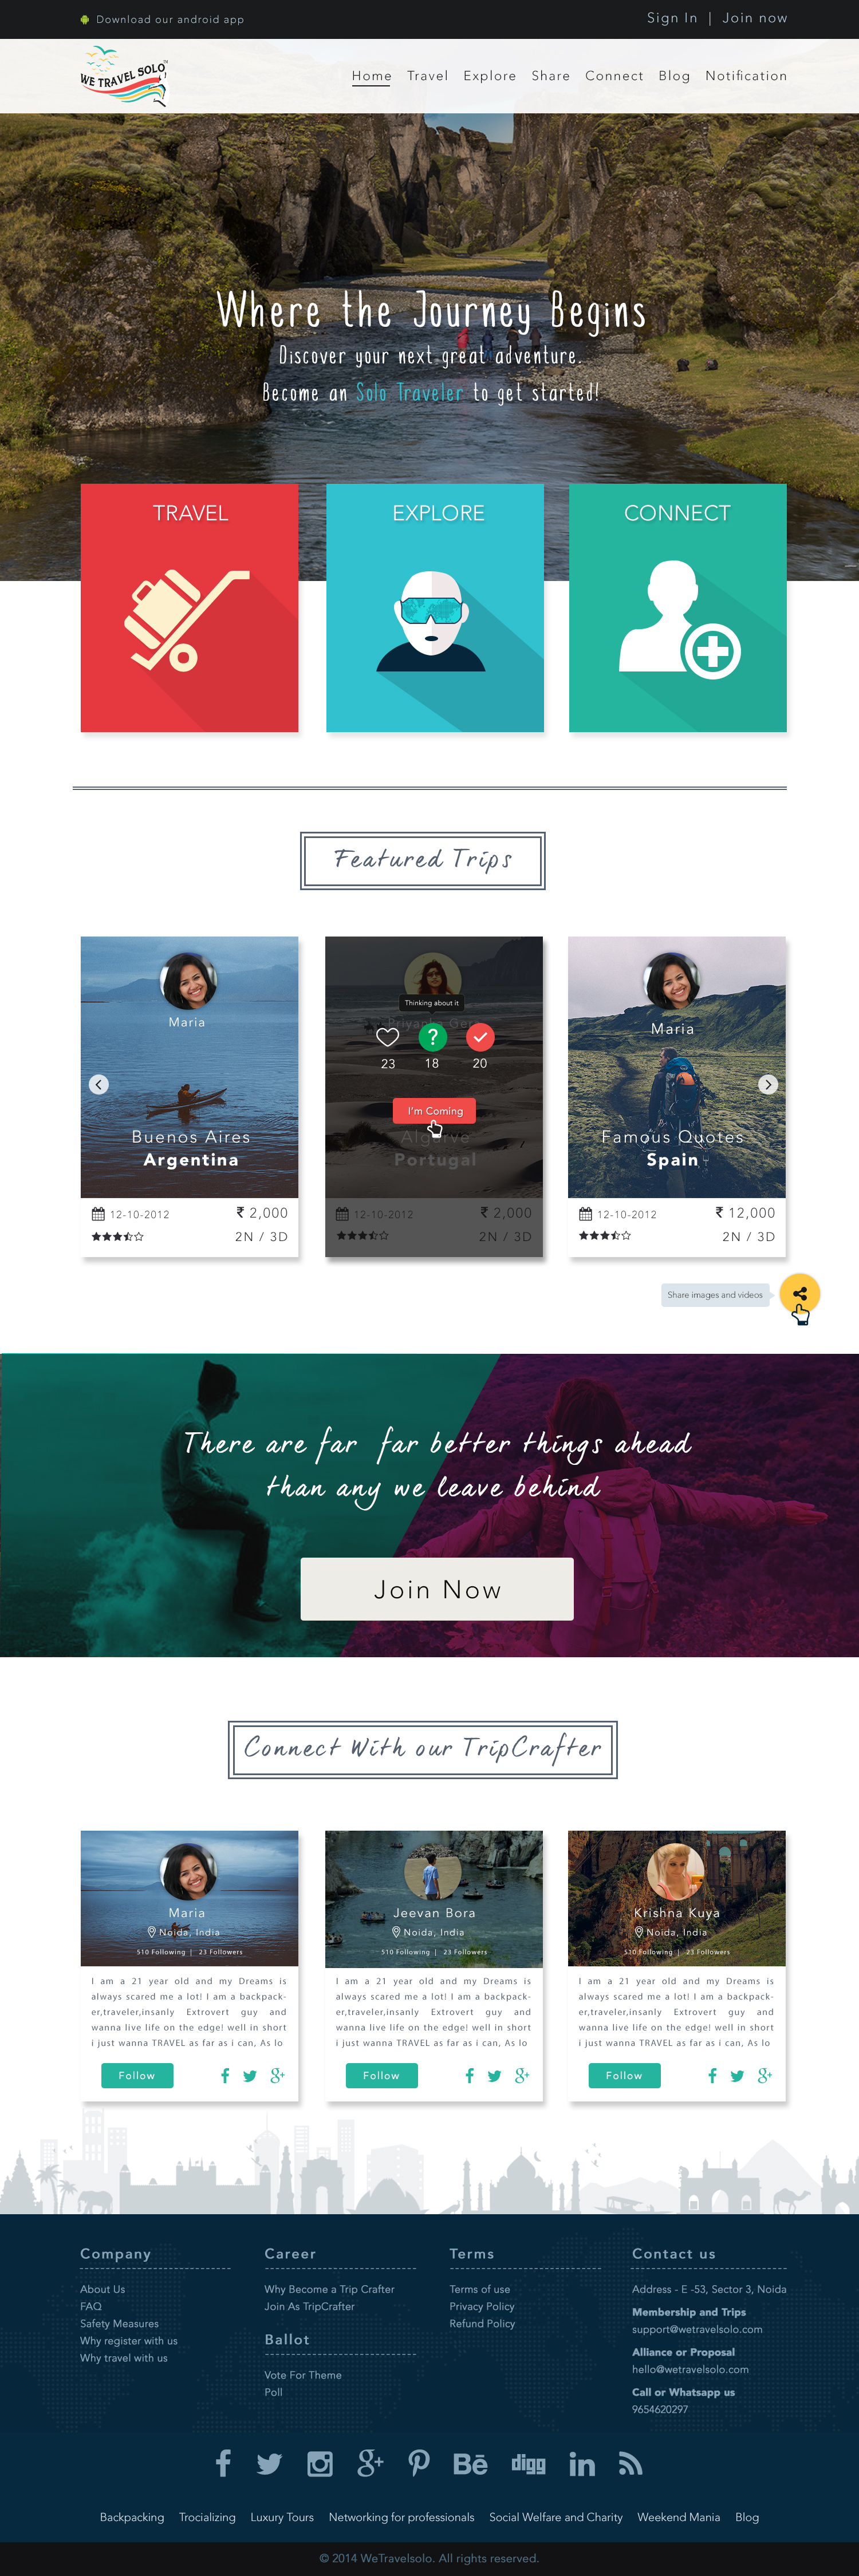 Download our android app
Sign In | Join now
WE TRAVEL SOLO
Home Travel Explore Share Connect Blog Notification
Where the Journey Begins
Discover your next great adventure.
Become an Solo Traveler to get started!
TRAVEL
EXPLORE
CONNECT
Featured Trips
Maria
Buenos Aires
Argentina
12-10-2012
₹ 2,000
2N / 3D
Thinking about it
?
23
18
20
I'm Coming
Algarve
Portugal
12-10-2012
₹ 2,000
2N / 3D
Maria
Famous Quotes
Spain
12-10-2012
₹ 12,000
2N / 3D
Share images and videos
There are far far better things ahead
than any we leave behind
Join Now
Connect With our TripCrafter
Maria
Noida, India
510 Following | 23 Followers
I am a 21 year old and my Dreams is
always scared me a lot! I am a backpack-
er,traveler,insanly Extrovert guy and
wanna live life on the edge! well in short
i just wanna TRAVEL as far as i can, As lo
Follow
Jeevan Bora
Noida, India
510 Following | 23 Followers
I am a 21 year old and my Dreams is
always scared me a lot! I am a backpack-
er,traveler,insanly Extrovert guy and
wanna live life on the edge! well in short
i just wanna TRAVEL as far as i can, As lo
Follow
Krishna Kuya
Noida, India
510 Following | 23 Followers
I am a 21 year old and my Dreams is
always scared me a lot! I am a backpack-
er,traveler,insanly Extrovert guy and
wanna live life on the edge! well in short
i just wanna TRAVEL as far as i can, As lo
Follow
Company
About Us
FAQ
Safety Measures
Why register with us
Why travel with us
Career
Why Become a Trip Crafter
Join As TripCrafter
Ballot
Vote For Theme
Poll
Terms
Terms of use
Privacy Policy
Refund Policy
Contact us
Address - E -53, Sector 3, Noida
Membership and Trips
support@wetravelsolo.com
Alliance or Proposal
hello@wetravelsolo.com
Call or Whatsapp us
9654620297
Bē digg in
Backpacking Trocializing Luxury Tours Networking for professionals Social Welfare and Charity Weekend Mania Blog
© 2014 WeTravelsolo. All rights reserved.